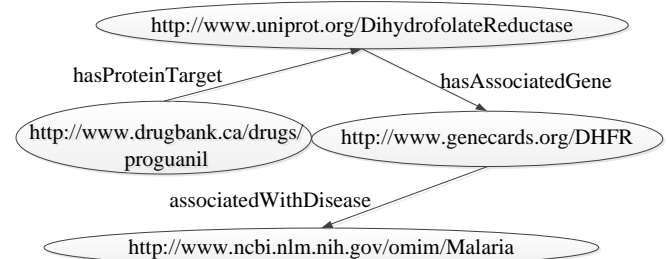 http://www.uniprot.org/DihydrofolateReductase
hasProteinTarget
hasAssociatedGene
http://www.drugbank.ca/drugs/
proguanil
http://www.genecards.org/DHFR
associatedWithDisease
http://www.ncbi.nlm.nih.gov/omim/Malaria